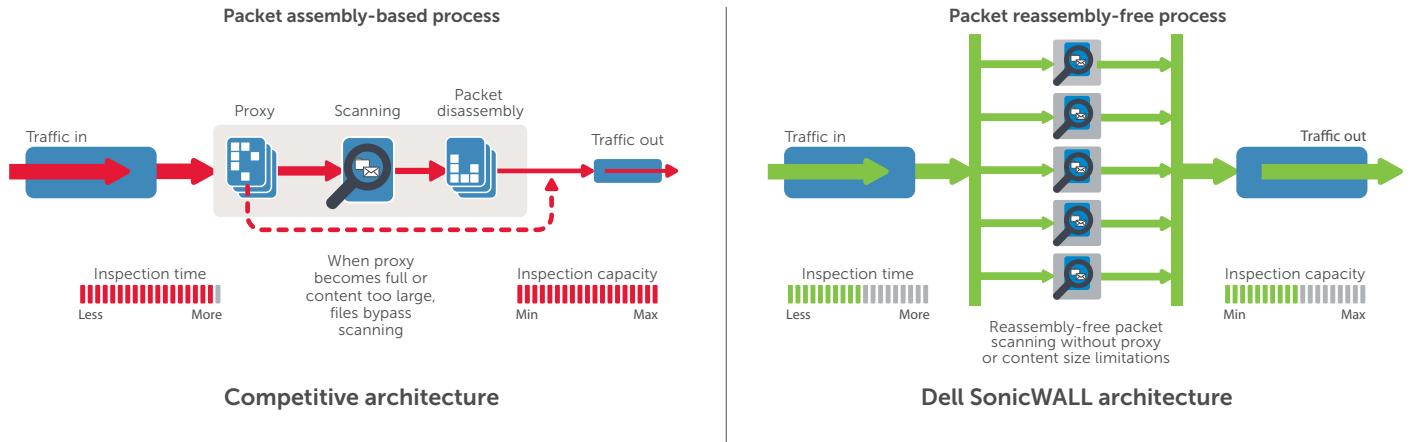 Packet assembly-based process
Proxy
Scanning
Packet
disassembly
Traffic in
Traffic out
When proxy
becomes full or
content too large,
files bypass
scanning
Inspection time
Less
More
Inspection capacity
Min
Max
Competitive architecture
Packet reassembly-free process
Traffic in
Traffic out
Inspection time
Less
More
Inspection capacity
Min
Max
Reassembly-free packet
scanning without proxy
or content size limitations
Dell SonicWALL architecture